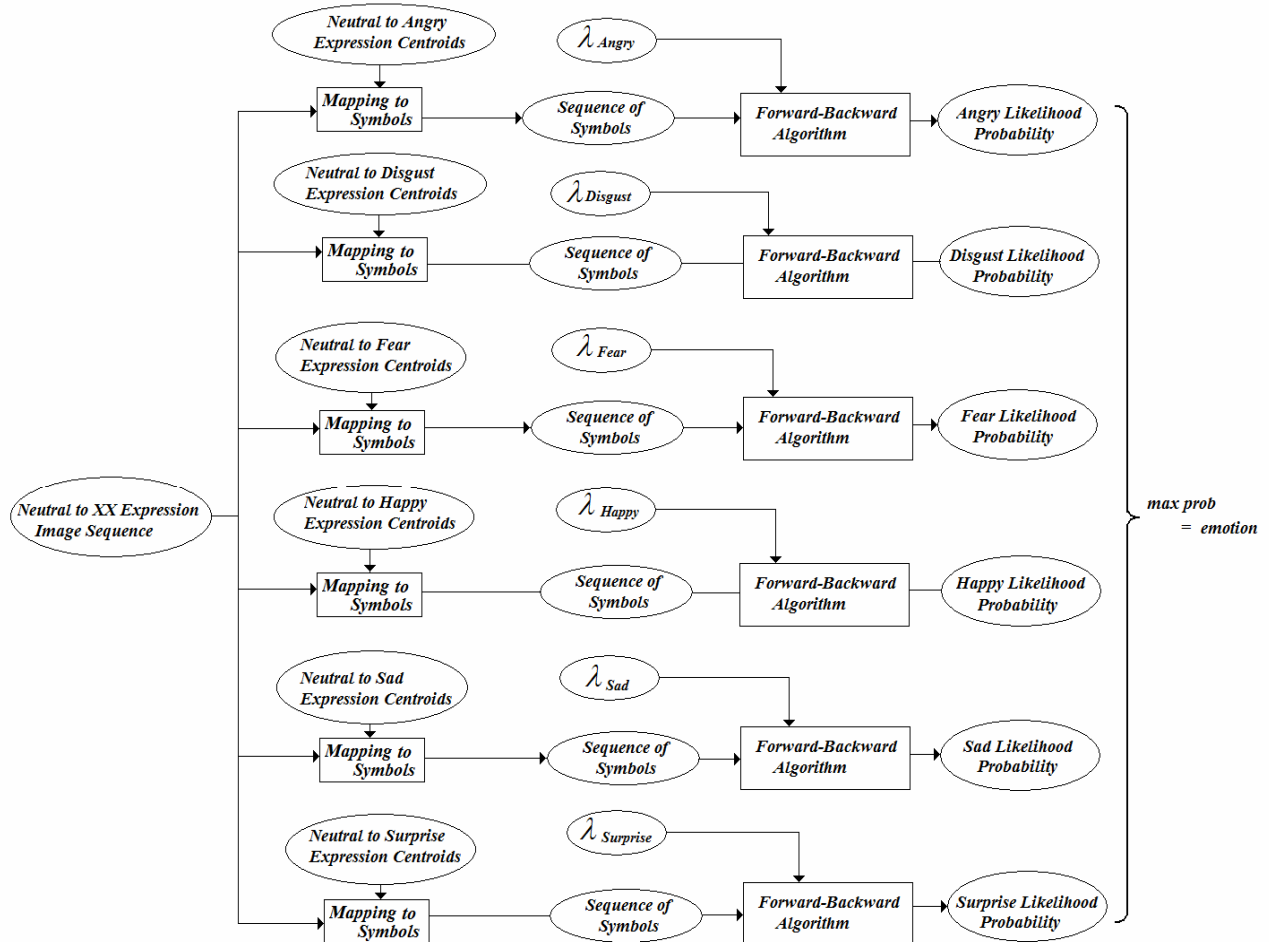 Neutral to Angry
Expression Centroids
λ Angry
Mapping to
Symbols
Sequence of
Symbols
Forward-Backward
Algorithm
Angry Likelihood
Probability
Neutral to Disgust
Expression Centroids
λ Disgust
Mapping to
Symbols
Sequence of
Symbols
Forward-Backward
Algorithm
Disgust Likelihood
Probability
Neutral to Fear
Expression Centroids
λ Fear
Mapping to
Symbols
Sequence of
Symbols
Forward-Backward
Algorithm
Fear Likelihood
Probability
Neutral to XX Expression
Image Sequence
Neutral to Happy
Expression Centroids
λ Happy
Mapping to
Symbols
Sequence of
Symbols
Forward-Backward
Algorithm
Happy Likelihood
Probability
max prob
= emotion
Neutral to Sad
Expression Centroids
λ Sad
Mapping to
Symbols
Sequence of
Symbols
Forward-Backward
Algorithm
Sad Likelihood
Probability
Neutral to Surprise
Expression Centroids
λ Surprise
Mapping to
Symbols
Sequence of
Symbols
Forward-Backward
Algorithm
Surprise Likelihood
Probability